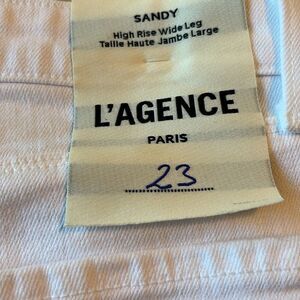 SANDY
High Rise Wide Leg
Taille Haute Jambe Large
L'AGENCE
PARIS
23